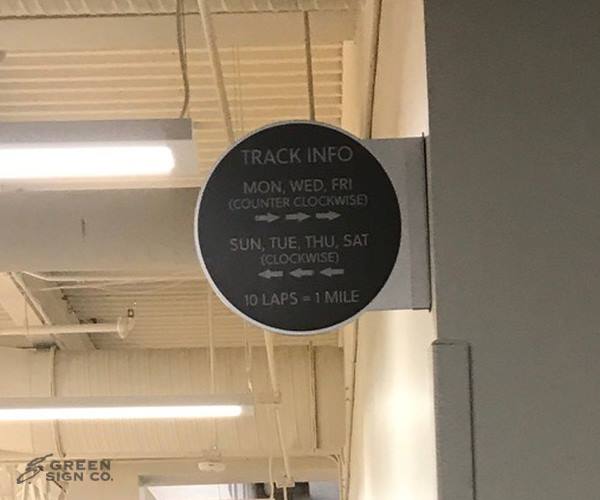 TRACK INFO
MON, WED, FRI
(COUNTER CLOCKWISE)
SUN, TUE, THU, SAT
(CLOCKWISE)
10 LAPS = 1 MILE
GREEN
SIGN CO.